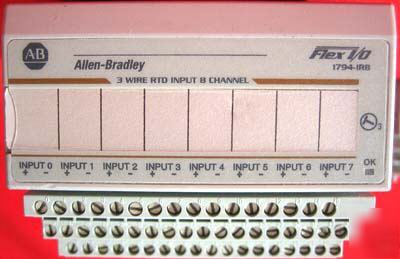 AB
Allen-Bradley
Flex I/O
1794-IR8
3 WIRE RTD INPUT 8 CHANNEL
3
INPUT 0 INPUT 1 INPUT 2 INPUT 3 INPUT 4 INPUT 5 INPUT 6 INPUT 7 OK
+ - + - + - + - + - + - + - + -